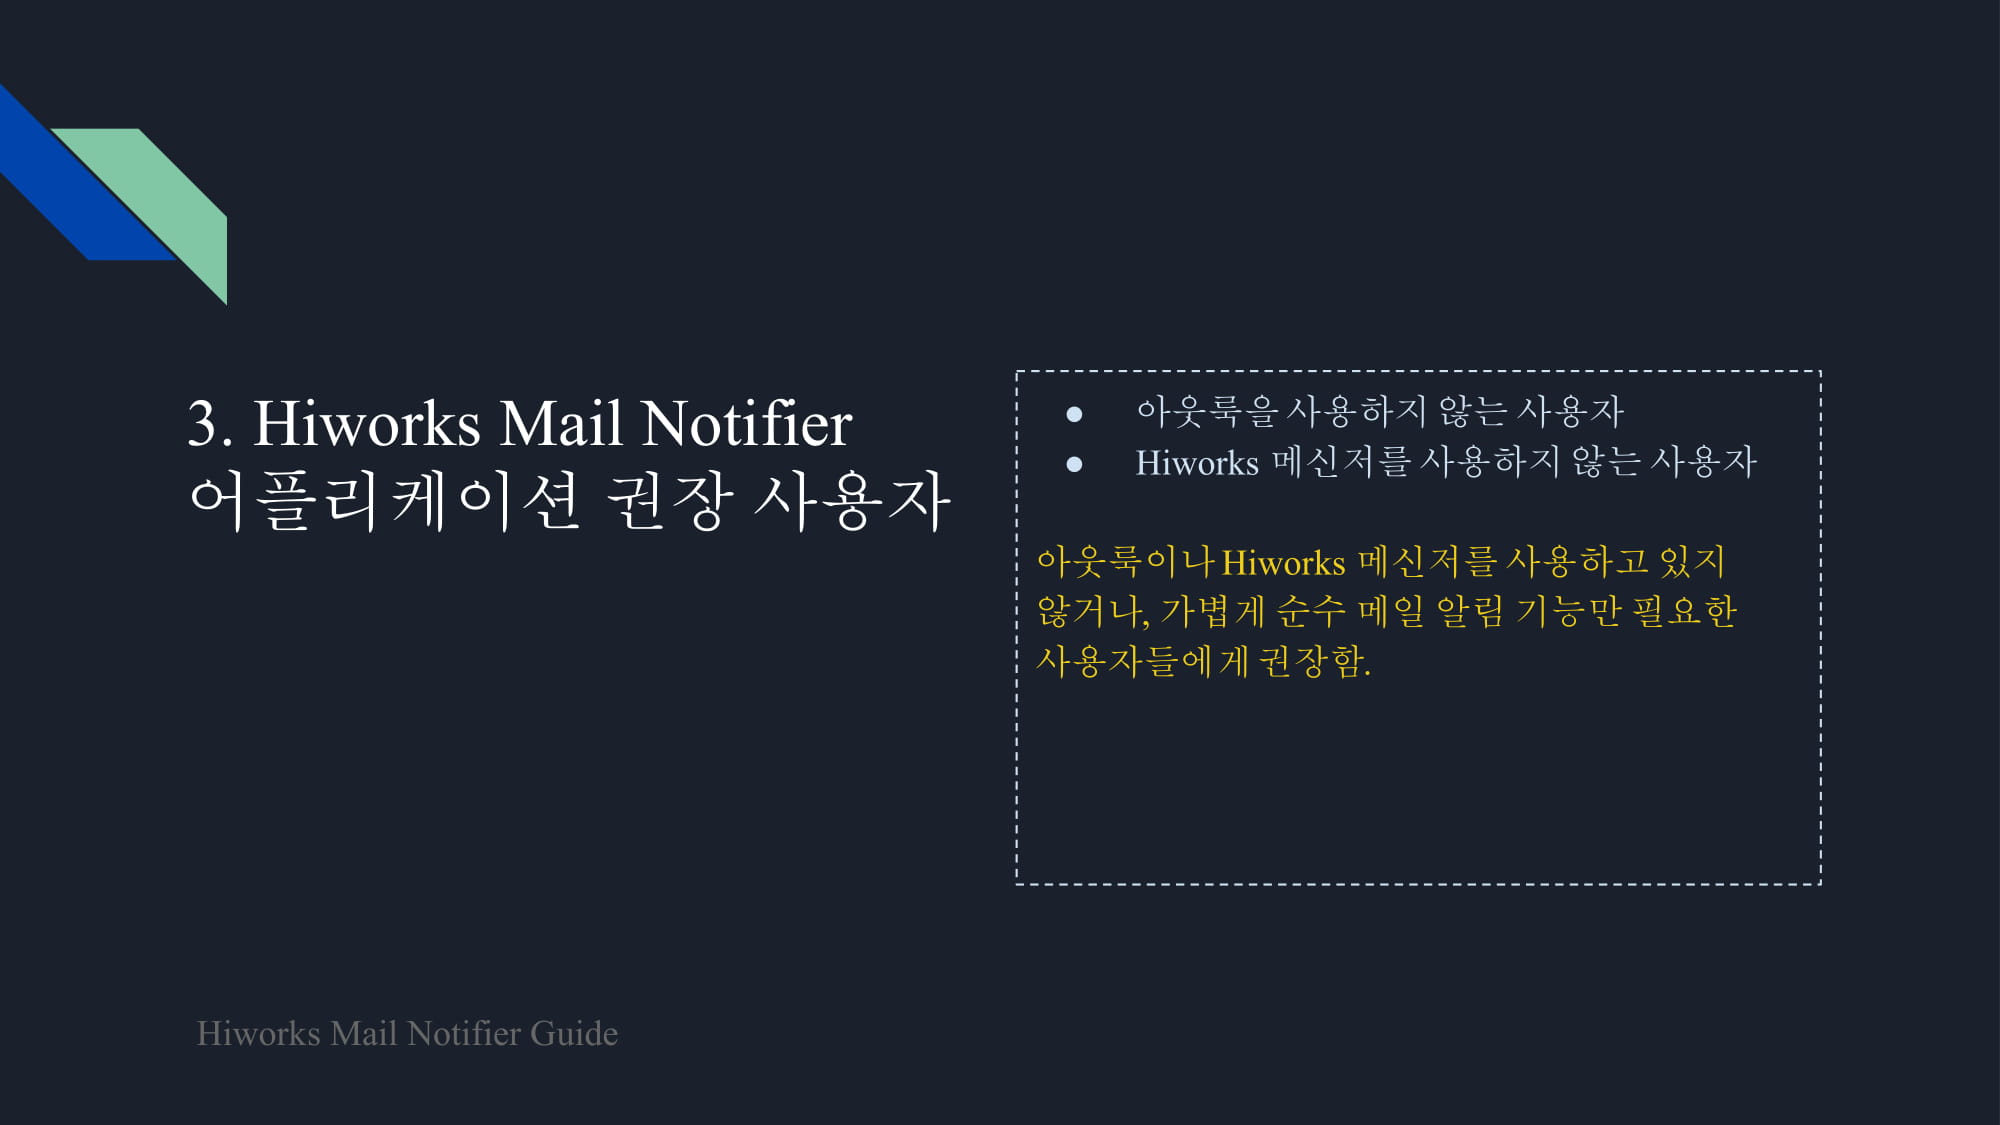 3. Hiworks Mail Notifier
어플리케이션 권장 사용자
● 아웃룩을 사용하지 않는 사용자
● Hiworks 메신저를 사용하지 않는 사용자
아웃룩이나 Hiworks 메신저를 사용하고 있지
않거나, 가볍게 순수 메일 알림 기능만 필요한
사용자들에게 권장함.
Hiworks Mail Notifier Guide